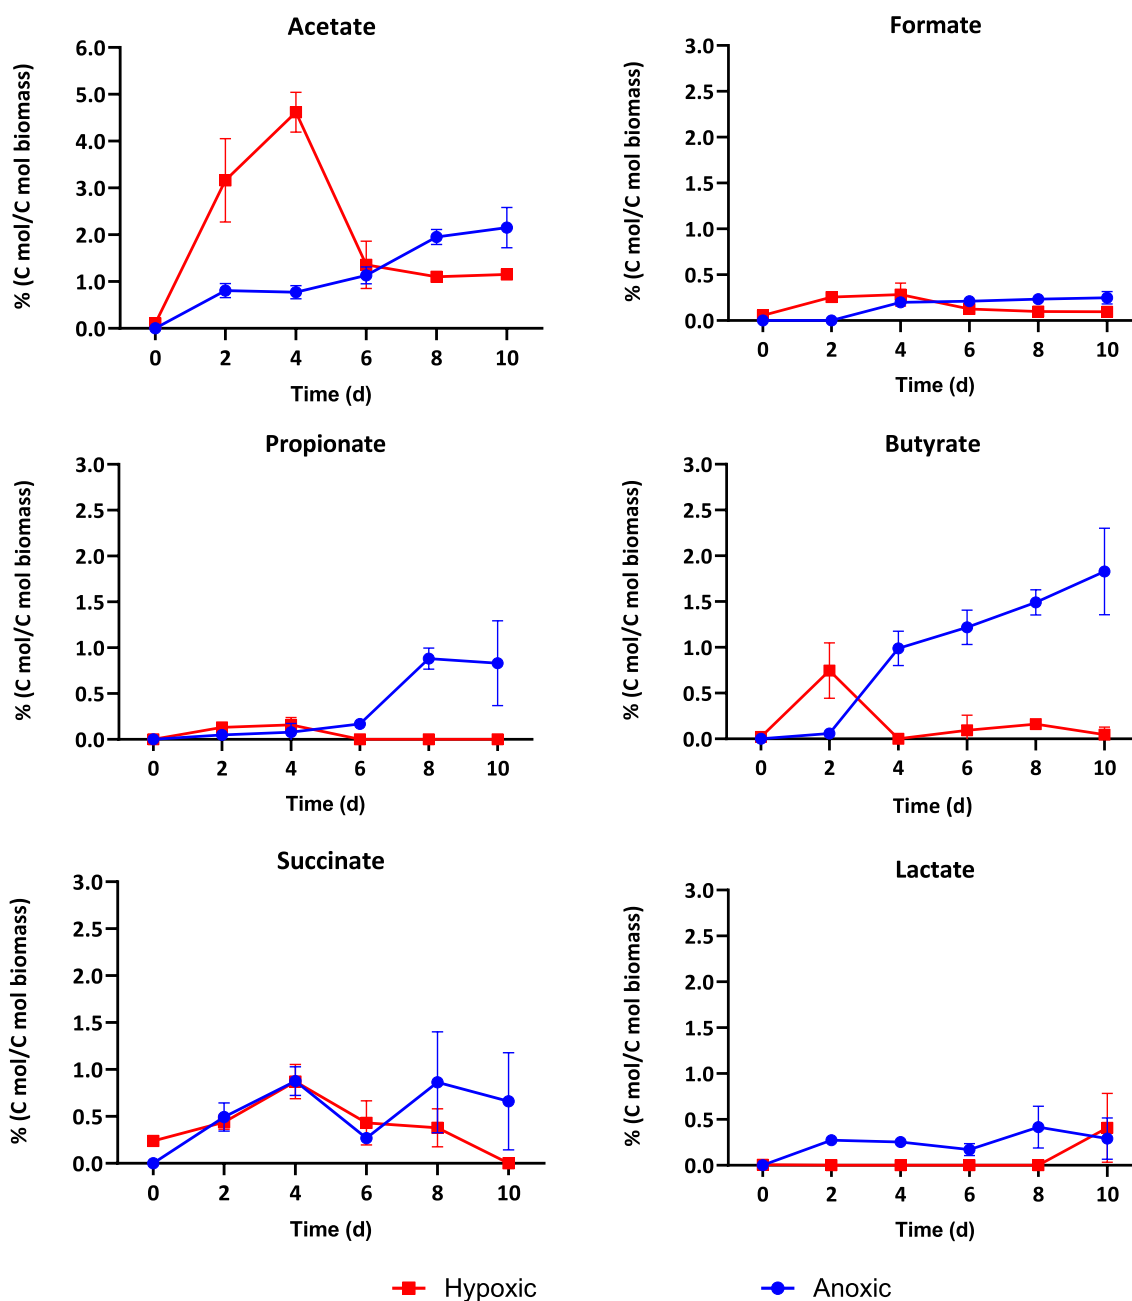 Acetate
% (C mol/C mol biomass)
6.0
5.0
4.0
3.0
2.0
1.0
0.0
0 2 4 6 8 10
Time (d)
Formate
% (C mol/C mol biomass)
3.0
2.5
2.0
1.5
1.0
0.5
0.0
0 2 4 6 8 10
Time (d)
Propionate
% (C mol/C mol biomass)
3.0
2.5
2.0
1.5
1.0
0.5
0.0
0 2 4 6 8 10
Time (d)
Butyrate
% (C mol/C mol biomass)
3.0
2.5
2.0
1.5
1.0
0.5
0.0
0 2 4 6 8 10
Time (d)
Succinate
% (C mol/C mol biomass)
3.0
2.5
2.0
1.5
1.0
0.5
0.0
0 2 4 6 8 10
Time (d)
Lactate
% (C mol/C mol biomass)
3.0
2.5
2.0
1.5
1.0
0.5
0.0
0 2 4 6 8 10
Time (d)
Hypoxic
Anoxic